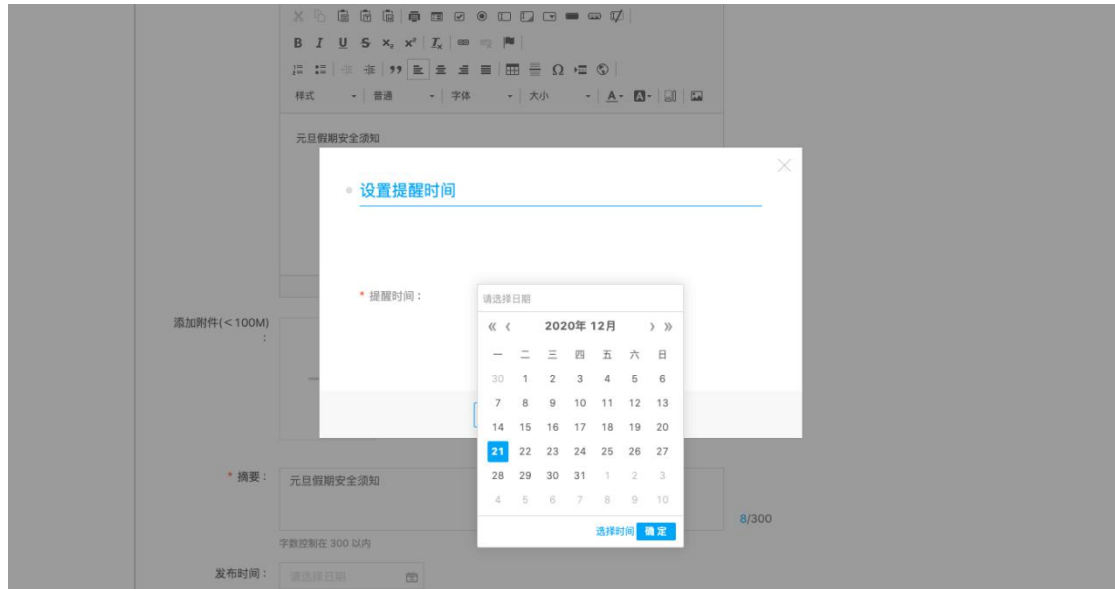 B I U S x₂ x² Iₓ
样式 普通 字体 大小 A A
元旦假期安全须知
设置提醒时间
* 提醒时间：
请选择日期
« ‹ 2020年 12月 › »
一 二 三 四 五 六 日
30 1 2 3 4 5 6
7 8 9 10 11 12 13
14 15 16 17 18 19 20
21 22 23 24 25 26 27
28 29 30 31 1 2 3
4 5 6 7 8 9 10
选择时间 确定
添加附件(＜100M)
:
* 摘要：
元旦假期安全须知
8/300
字数控制在 300 以内
发布时间：
请选择日期